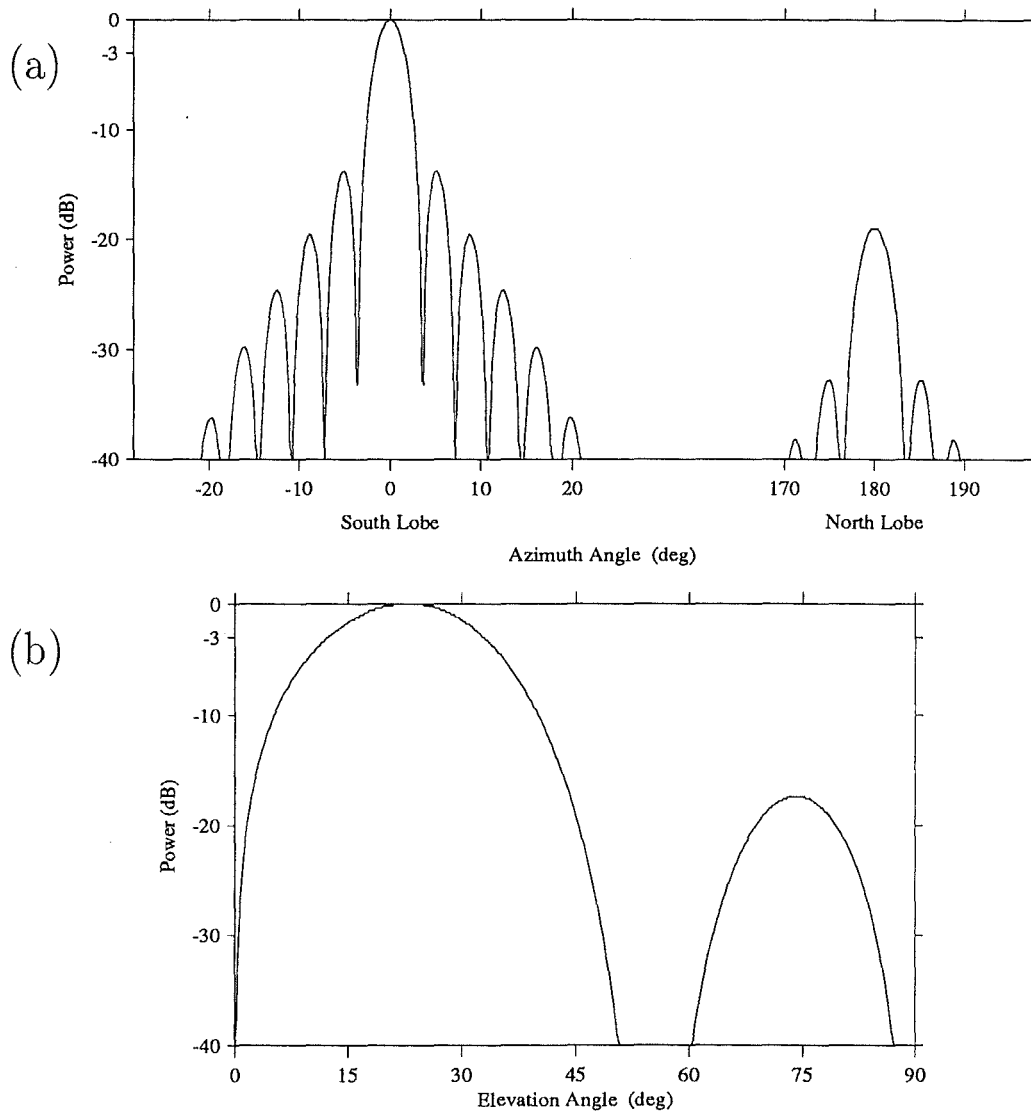 (a)
0
-3
-10
-20
-30
-40
Power (dB)
-20 -10 0 10 20 170 180 190
South Lobe North Lobe
Azimuth Angle (deg)
(b)
0
-3
-10
-20
-30
-40
Power (dB)
0 15 30 45 60 75 90
Elevation Angle (deg)